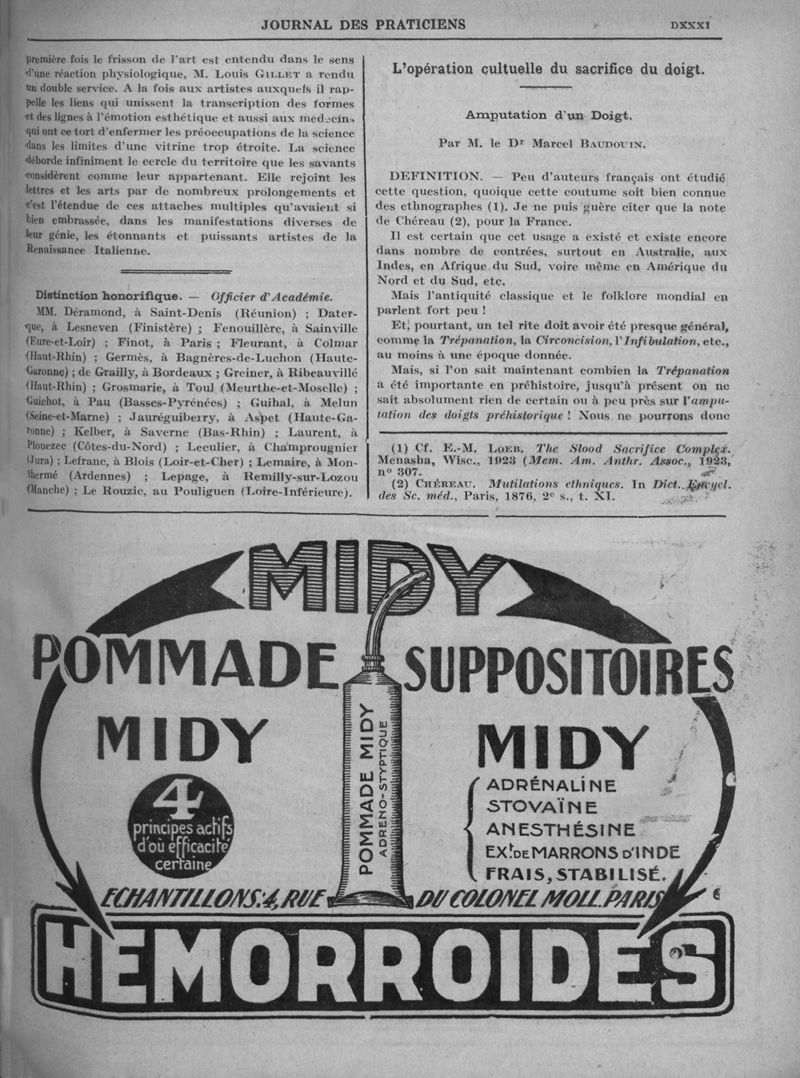 JOURNAL DES PRATICIENS
DXXXI
première fois le frisson de l'art est entendu dans le sens
d'une réaction physiologique, M. Louis GILLET a rendu
un double service. A la fois aux artistes auxquels il rap-
pelle les liens qui unissent la transcription des formes
et des lignes à l'émotion esthétique et aussi aux médecins
qui ont ce tort d'enfermer les préoccupations de la science
dans les limites d'une vitrine trop étroite. La science
déborde infiniment le cercle du territoire que les savants
considèrent comme leur appartenant. Elle rejoint les
lettres et les arts par de nombreux prolongements et
c'est l'étendue de ces attaches multiples qu'avaient si
bien embrassée, dans les manifestations diverses de
leur génie, les étonnants et puissants artistes de la
Renaissance Italienne.
Distinction honorifique. — Officier d'Académie.
MM. Déramond, à Saint-Denis (Réunion) ; Dater-
que, à Lesneven (Finistère) ; Fenouillère, à Sainville
(Eure-et-Loir) ; Finot, à Paris ; Fleurant, à Colmar
(Haut-Rhin) ; Germès, à Bagnères-de-Luchon (Haute-
Garonne) ; de Grailly, à Bordeaux ; Greiner, à Ribeauvillé
(Haut-Rhin) ; Grosmarie, à Toul (Meurthe-et-Moselle) ;
Guichot, à Pau (Basses-Pyrénées) ; Guibal, à Melun
(Seine-et-Marne) ; Jauréguiberry, à Aspet (Haute-Ga-
ronne) ; Kelber, à Saverne (Bas-Rhin) ; Laurent, à
Plouezec (Côtes-du-Nord) ; Leculier, à Champrougnier
(Jura) ; Lefranc, à Blois (Loir-et-Cher) ; Lemaire, à Mon-
thermé (Ardennes) ; Lepage, à Remilly-sur-Lozou
(Manche) ; Le Rouzic, au Pouliguen (Loire-Inférieure).
L'opération cultuelle du sacrifice du doigt.
Amputation d'un Doigt.
Par M. le Dr Marcel BAUDOUIN.
DEFINITION. — Peu d'auteurs français ont étudié
cette question, quoique cette coutume soit bien connue
des ethnographes (1). Je ne puis guère citer que la note
de Chéreau (2), pour la France.
Il est certain que cet usage a existé et existe encore
dans nombre de contrées, surtout en Australie, aux
Indes, en Afrique du Sud, voire même en Amérique du
Nord et du Sud, etc.
Mais l'antiquité classique et le folklore mondial en
parlent fort peu !
Et, pourtant, un tel rite doit avoir été presque général,
comme la Trépanation, la Circoncision, l'Infibulation, etc.,
au moins à une époque donnée.
Mais, si l'on sait maintenant combien la Trépanation
a été importante en préhistoire, jusqu'à présent on ne
sait absolument rien de certain ou à peu près sur l'ampu-
tation des doigts préhistorique ! Nous ne pourrons donc
(1) Cf. E.-M. LOEB. The Slood Sacrifice Complex.
Menasha, Wisc., 1923 (Mem. Am. Anthr. Assoc., 1923,
n° 307.
(2) CHÉREAU. Mutilations ethniques. In Dict. Encycl.
des Sc. méd., Paris, 1876, 2e s., t. XI.
MIDY
POMMADE
MIDY
4
principes actifs
d'où efficacité
certaine
POMMADE MIDY
POMMADE MIDY
ADRENO-STYPTIQUE
SUPPOSITOIRES
MIDY
ADRÉNALINE
STOVAÏNE
ANESTHÉSINE
EXt. DE MARRONS D'INDE
FRAIS, STABILISÉ.
ECHANTILLONS: 4, RUE DU COLONEL MOLL. PARIS
HEMORROIDES